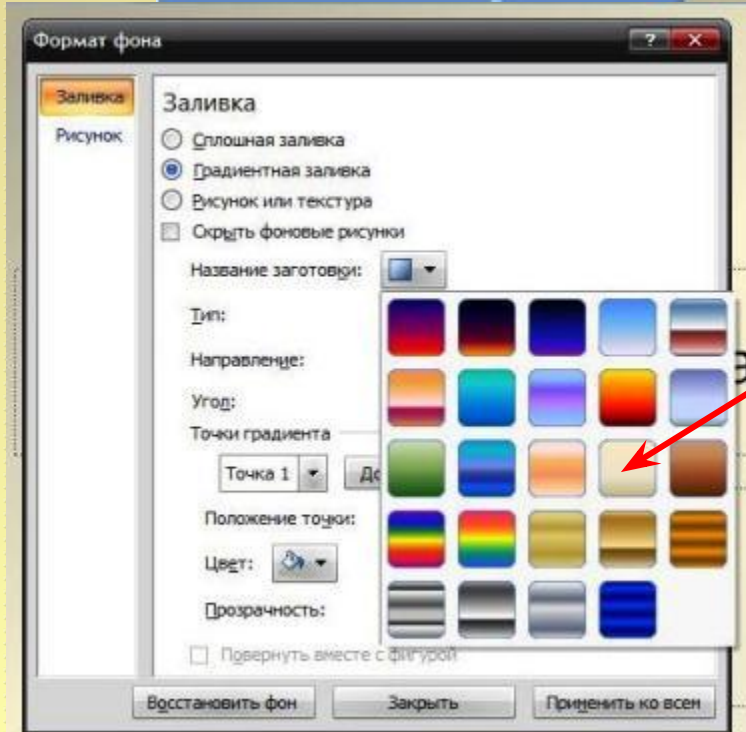 Формат фона
Заливка
Рисунок
Заливка
Сплошная заливка
Градиентная заливка
Рисунок или текстура
Скрыть фоновые рисунки
Название заготовки:
Тип:
Направление:
Угол:
Точки градиента
Точка 1
До
Положение точки:
Цвет:
Прозрачность:
Повернуть вместе с фигурой
Восстановить фон
Закрыть
Применить ко всем